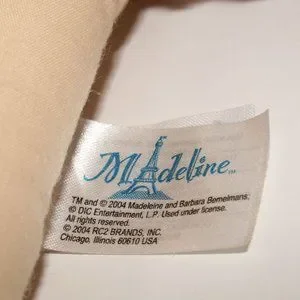 Madeline™
TM and © 2004 Madeline and Barbara Bemelmans;
© DIC Entertainment, L.P. Used under license.
All rights reserved.
© 2004 RC2 BRANDS, INC.
Chicago, Illinois 60610 USA